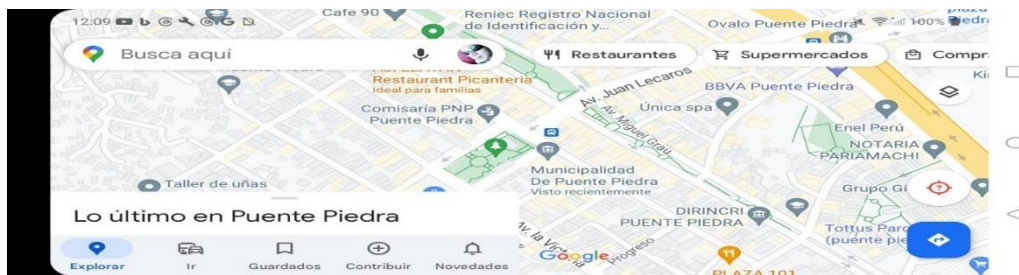 12:09
100%
Cafe 90
Reniec Registro Nacional
de Identificación y...
Ovalo Puente Piedra
Busca aquí
Restaurantes
Supermercados
Compr
Restaurant Picantería
Ideal para familias
Av. Juan Lecaros
BBVA Puente Piedra
Comisaría PNP
Puente Piedra
Av. Miguel Grau
Única spa
Enel Perú
NOTARIA
PARIAMACHI
Municipalidad
De Puente Piedra
Visto recientemente
Taller de uñas
Grupo Gl
Lo último en Puente Piedra
DIRINCRI
PUENTE PIEDRA
Tottus Parq
(puente pie
Av. la Victoria
Google
Progreso
PLAZA 101
Explorar
Ir
Guardados
Contribuir
Novedades